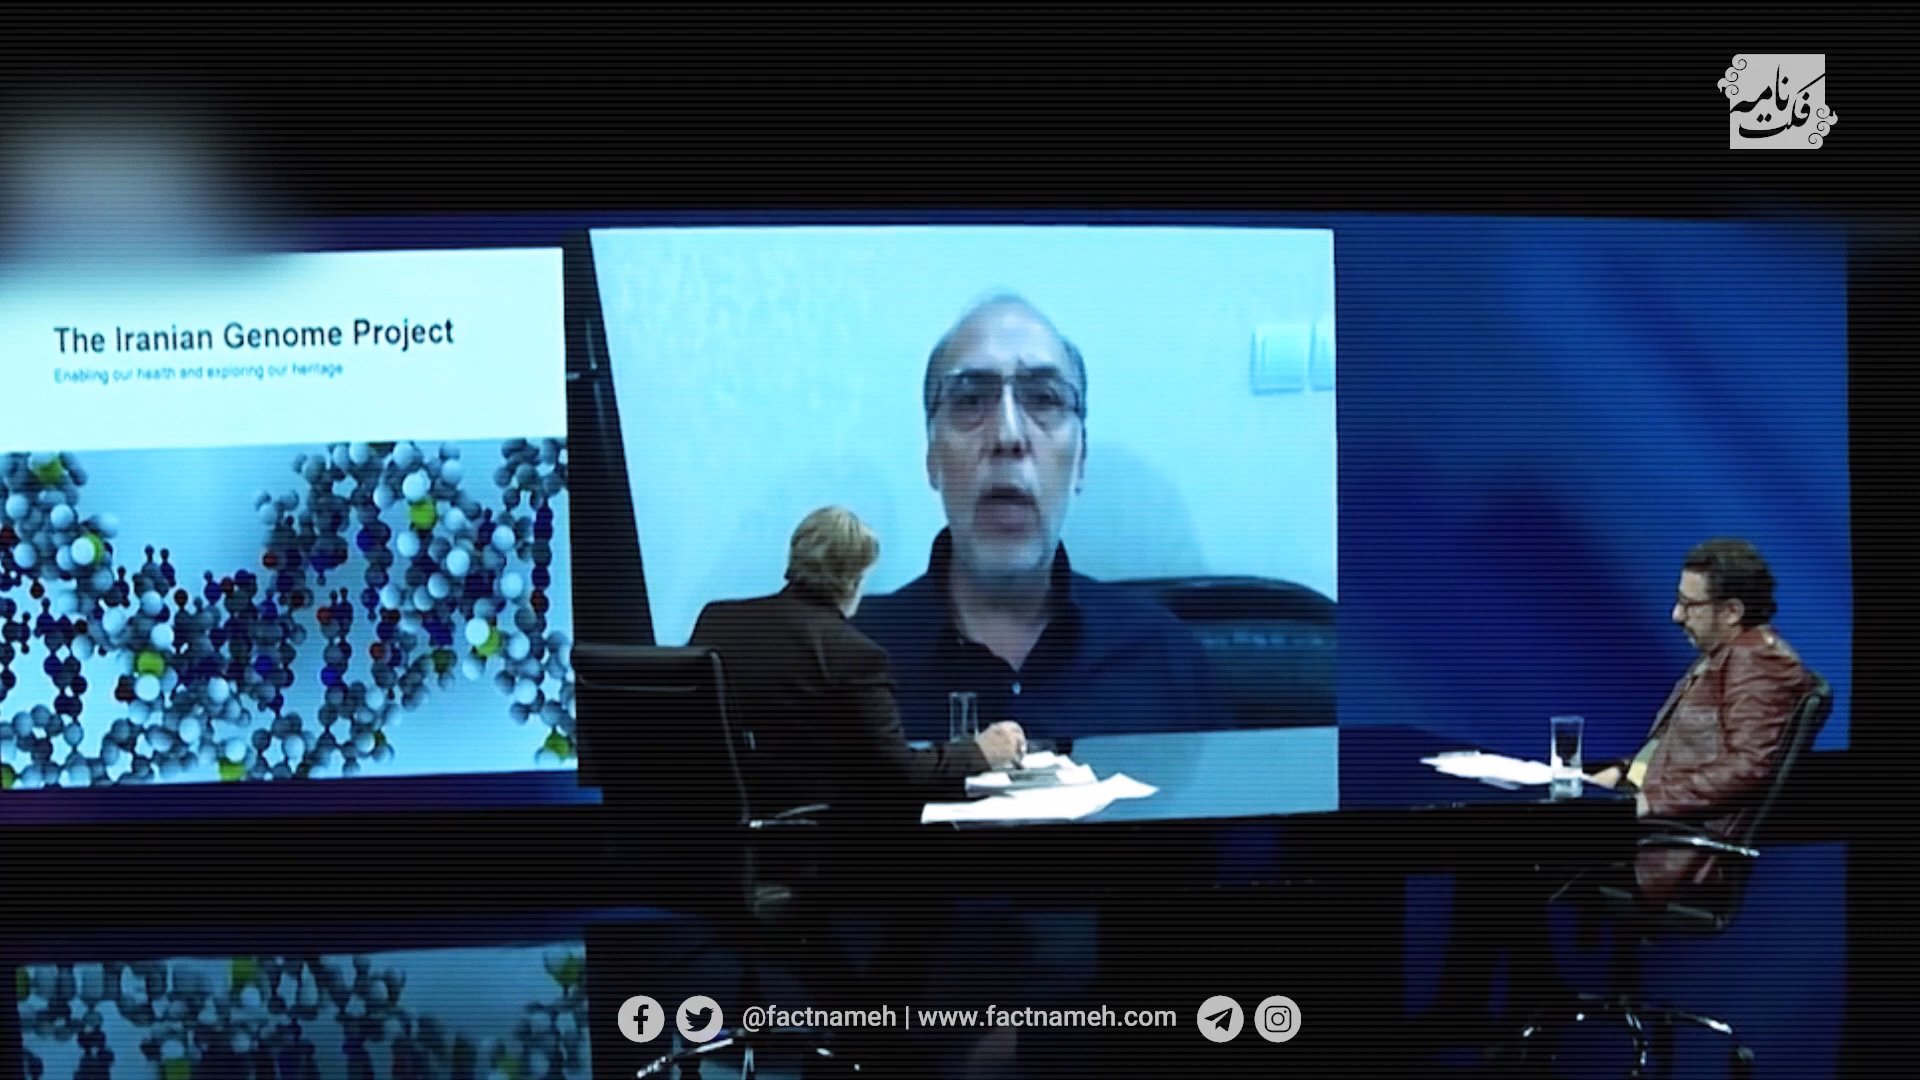 فکت نامه
The Iranian Genome Project
Enabling our health and exploring our heritage
@factnameh | www.factnameh.com